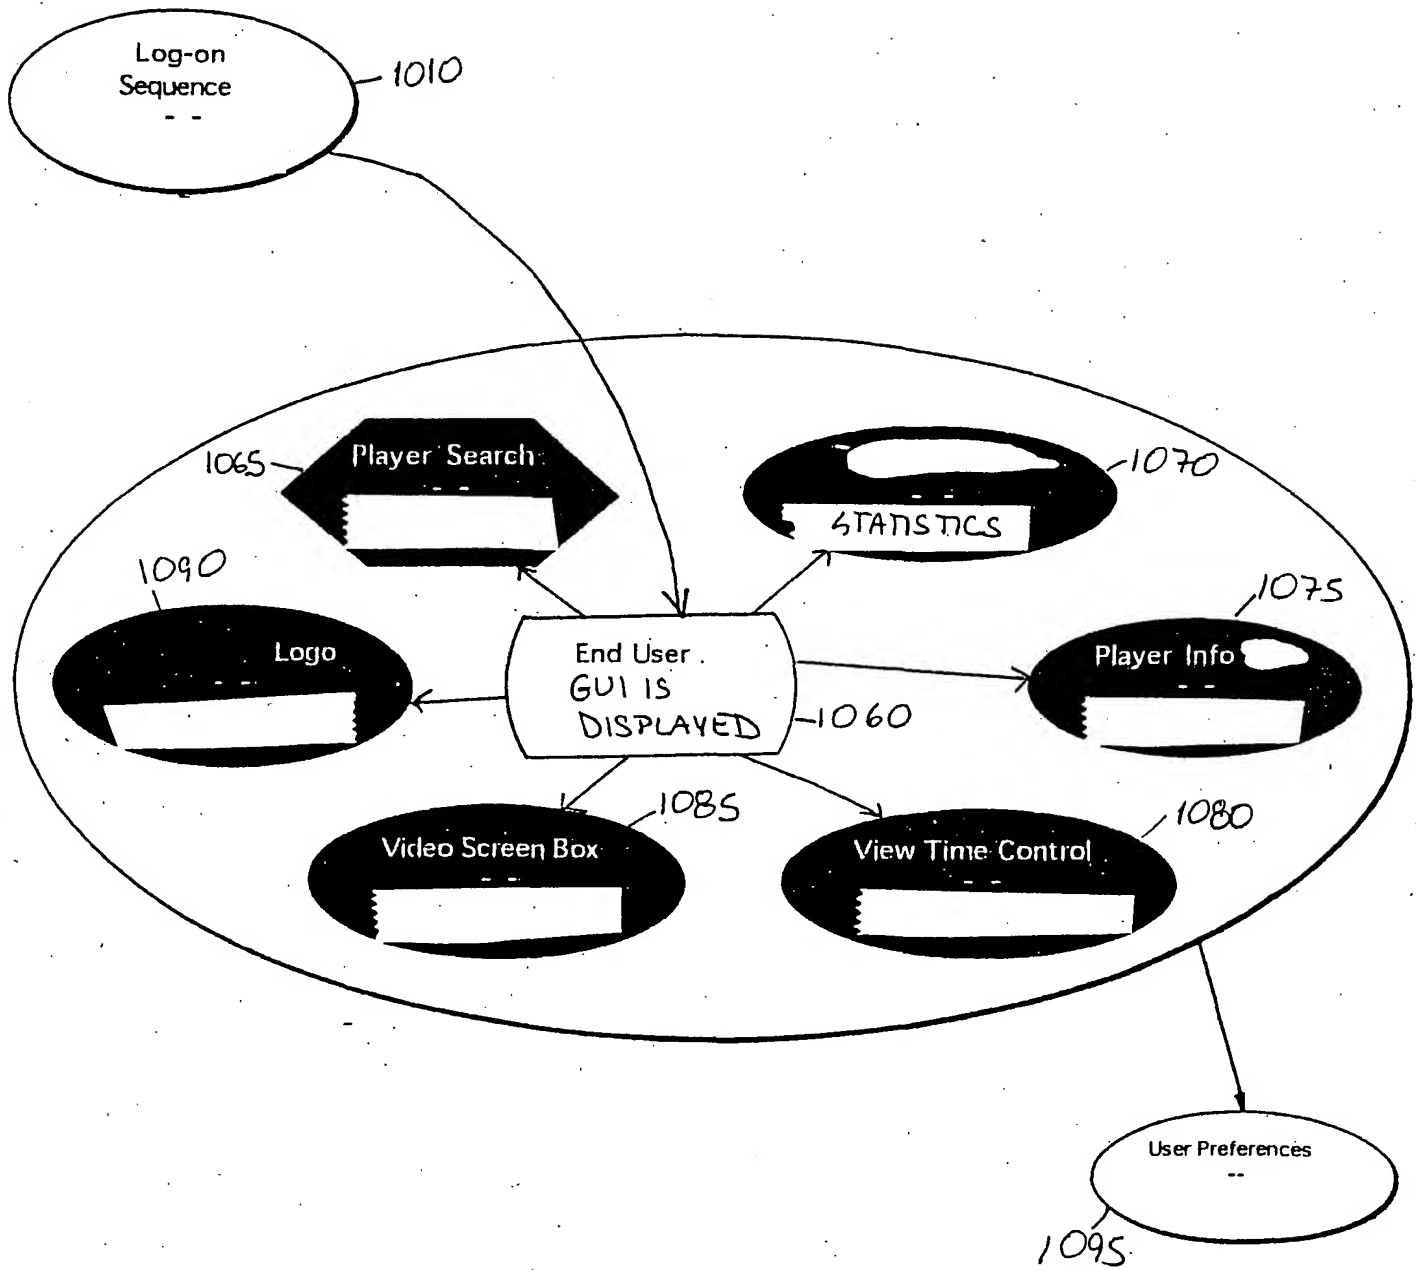 Log-on
Sequence
- -
1010
Player Search
- -
1065
- -
STATISTICS
1070
1090
Logo
- -
1075
Player Info
- -
End User
GUI IS
DISPLAYED
1060
1085
Video Screen Box
- -
1080
View Time Control
- -
User Preferences
--
1095